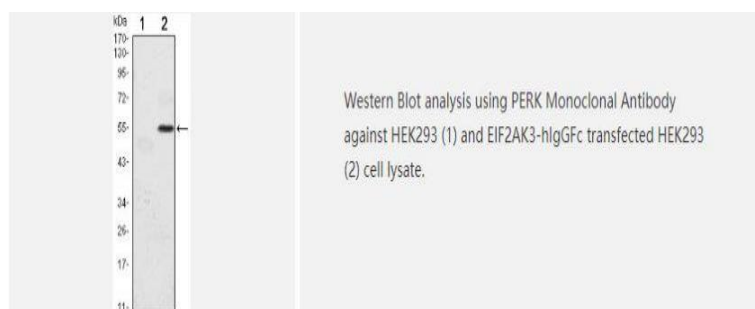 kDa 1 2
170-
130-
95-
72-
55-
43-
34-
26-
17-
11-
Western Blot analysis using PERK Monoclonal Antibody
against HEK293 (1) and EIF2AK3-hIgGFc transfected HEK293
(2) cell lysate.